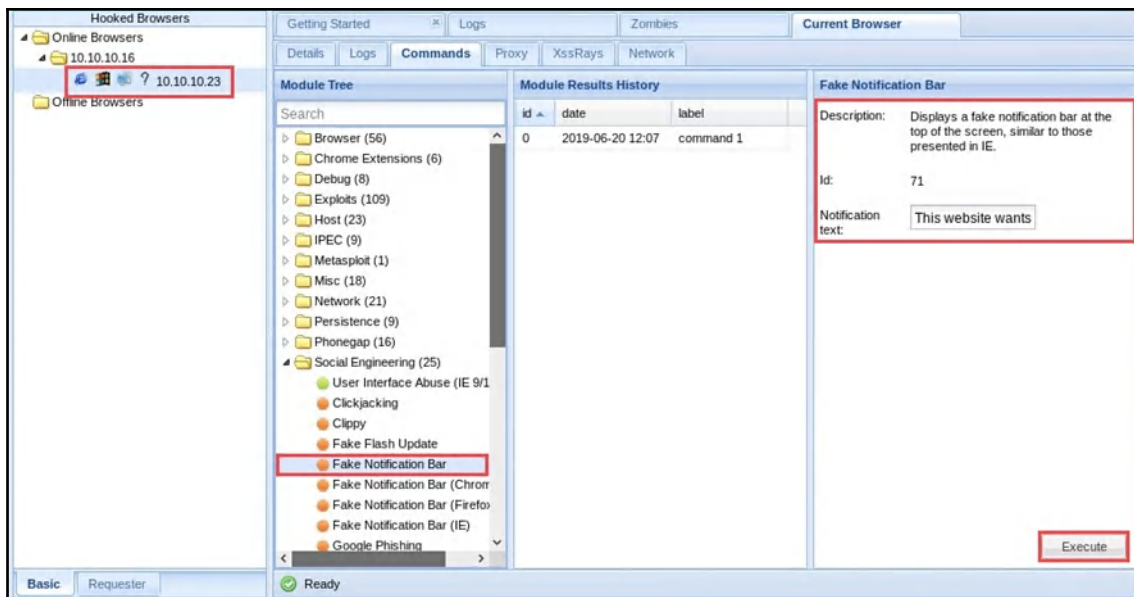 Hooked Browsers
Online Browsers
10.10.10.16
? 10.10.10.23
Offline Browsers
Basic
Requester
Getting Started
Logs
Zombies
Current Browser
Details
Logs
Commands
Proxy
XssRays
Network
Module Tree
Search
Browser (56)
Chrome Extensions (6)
Debug (8)
Exploits (109)
Host (23)
IPEC (9)
Metasploit (1)
Misc (18)
Network (21)
Persistence (9)
Phonegap (16)
Social Engineering (25)
User Interface Abuse (IE 9/1
Clickjacking
Clippy
Fake Flash Update
Fake Notification Bar
Fake Notification Bar (Chrom
Fake Notification Bar (Firefox
Fake Notification Bar (IE)
Google Phishing
Module Results History
id date label
0 2019-06-20 12:07 command 1
Fake Notification Bar
Description: Displays a fake notification bar at the
top of the screen, similar to those
presented in IE.
Id: 71
Notification
text:
This website wants
Execute
Ready